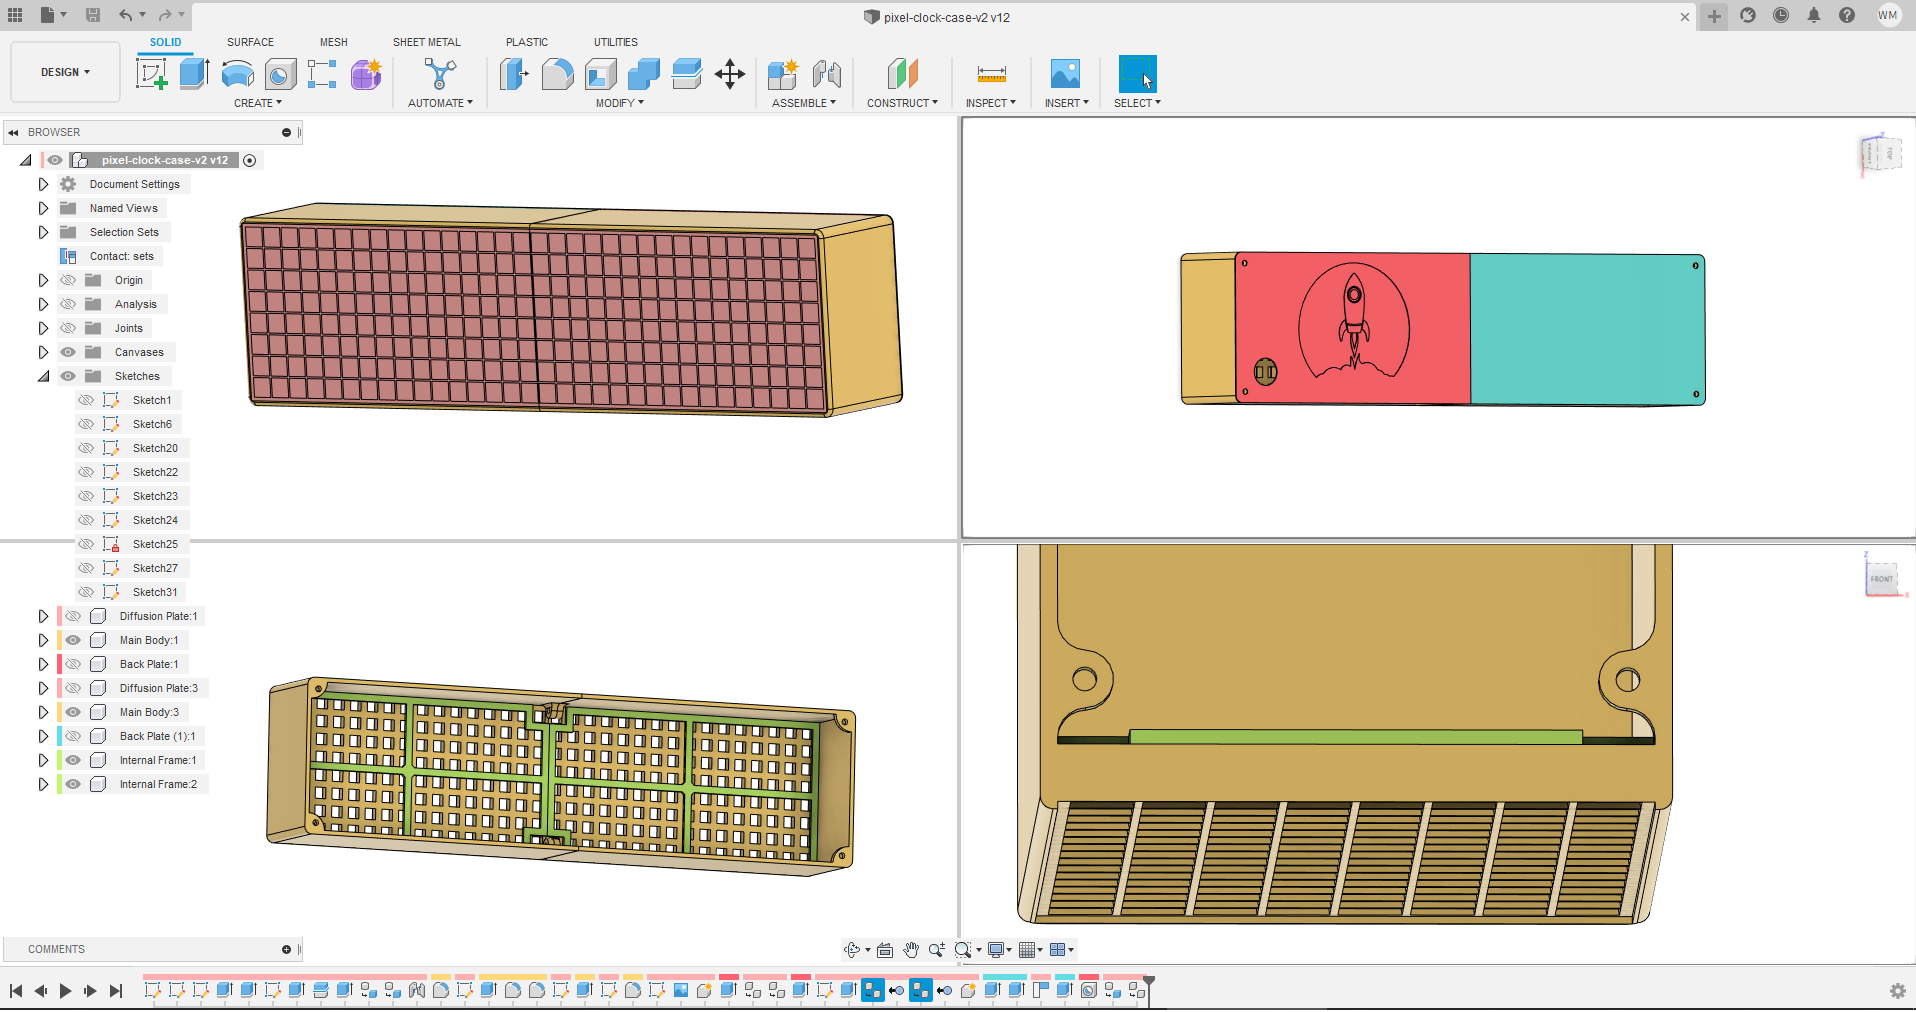 pixel-clock-case-v2 v12
WM
DESIGN
SOLID
SURFACE
MESH
SHEET METAL
PLASTIC
UTILITIES
CREATE
AUTOMATE
MODIFY
ASSEMBLE
CONSTRUCT
INSPECT
INSERT
SELECT
BROWSER
pixel-clock-case-v2 v12
Document Settings
Named Views
Selection Sets
Contact: sets
Origin
Analysis
Joints
Canvases
Sketches
Sketch1
Sketch6
Sketch20
Sketch22
Sketch23
Sketch24
Sketch25
Sketch27
Sketch31
Diffusion Plate:1
Main Body:1
Back Plate:1
Diffusion Plate:3
Main Body:3
Back Plate (1):1
Internal Frame:1
Internal Frame:2
Z
TOP
Z
FRONT
X
COMMENTS